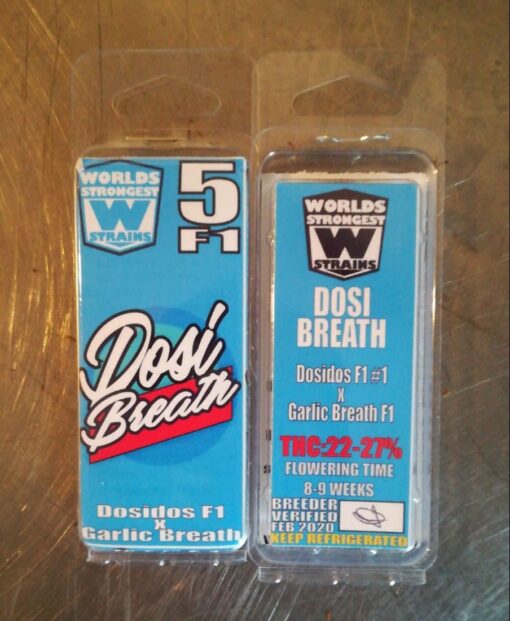 WORLDS
STRONGEST
W
STRAINS
5
F1
Dosi
Breath
Dosidos F1
x
Garlic Breath
WORLDS
STRONGEST
W
STRAINS
DOSI
BREATH
Dosidos F1 #1
X
Garlic Breath F1
THC:22-27%
FLOWERING TIME
8-9 WEEKS
BREEDER
VERIFIED
FEB 2020
KEEP REFRIGERATED